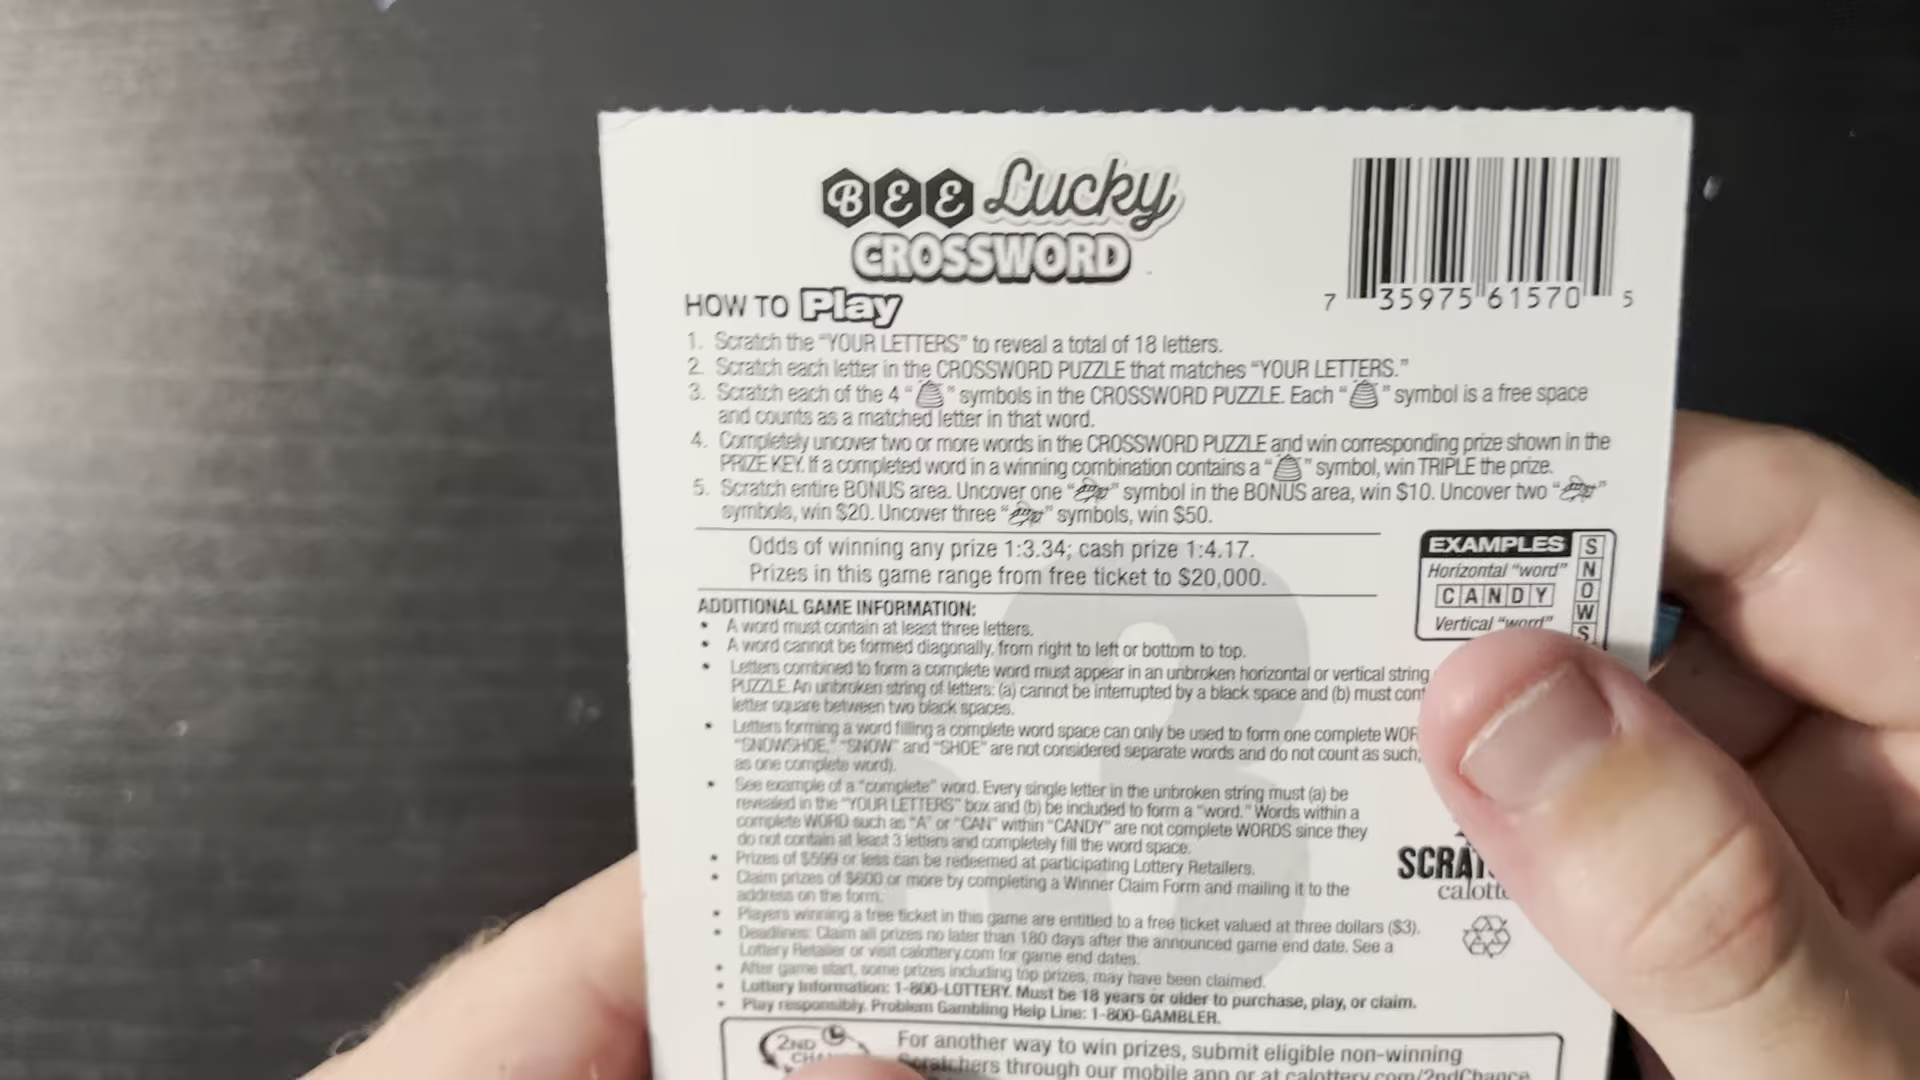 BEE Lucky
CROSSWORD
7 35975 61570 5
HOW TO Play
1. Scratch the "YOUR LETTERS" to reveal a total of 18 letters.
2. Scratch each letter in the CROSSWORD PUZZLE that matches "YOUR LETTERS."
3. Scratch each of the 4 " " symbols in the CROSSWORD PUZZLE. Each " " symbol is a free space
and counts as a matched letter in that word.
4. Completely uncover two or more words in the CROSSWORD PUZZLE and win corresponding prize shown in the
PRIZE KEY. If a completed word in a winning combination contains a " " symbol, win TRIPLE the prize.
5. Scratch entire BONUS area. Uncover one " " symbol in the BONUS area, win $10. Uncover two " "
symbols, win $20. Uncover three " " symbols, win $50.
Odds of winning any prize 1:3.34; cash prize 1:4.17.
Prizes in this game range from free ticket to $20,000.
EXAMPLES
Horizontal "word"
CANDY
Vertical "word"
SNOWS
ADDITIONAL GAME INFORMATION:
• A word must contain at least three letters.
• A word cannot be formed diagonally, from right to left or bottom to top.
• Letters combined to form a complete word must appear in an unbroken horizontal or vertical string
PUZZLE. An unbroken string of letters: (a) cannot be interrupted by a black space and (b) must
letter square between two black spaces.
• Letters forming a word filling a complete word space can only be used to form one complete
"SNOWSHOE," "SNOW" and "SHOE" are not considered separate words and do not count as such,
as one complete word).
• See example of a "complete" word. Every single letter in the unbroken string must (a) be
revealed in the "YOUR LETTERS" box and (b) be included to form a "word." Words within a
complete WORD such as "A" or "CAN" within "CANDY" are not complete WORDS since they
do not contain at least 3 letters and completely fill the word space.
• Prizes of $599 or less can be redeemed at participating Lottery Retailers.
• Claim prizes of $600 or more by completing a Winner Claim Form and mailing it to the
address on the form.
• Players winning a free ticket in this game are entitled to a free ticket valued at three dollars ($3).
• Deadlines: Claim all prizes no later than 180 days after the announced game end date. See a
Lottery Retailer or visit calottery.com for game end dates.
• After game start, some prizes including top prizes, may have been claimed.
• Lottery Information: 1-800-LOTTERY. Must be 18 years or older to purchase, play, or claim.
• Play responsibly. Problem Gambling Help Line: 1-800-GAMBLER.
2ND
For another way to win prizes, submit eligible non-winning
Scratchers through our mobile app or at calottery.com/2ndChance